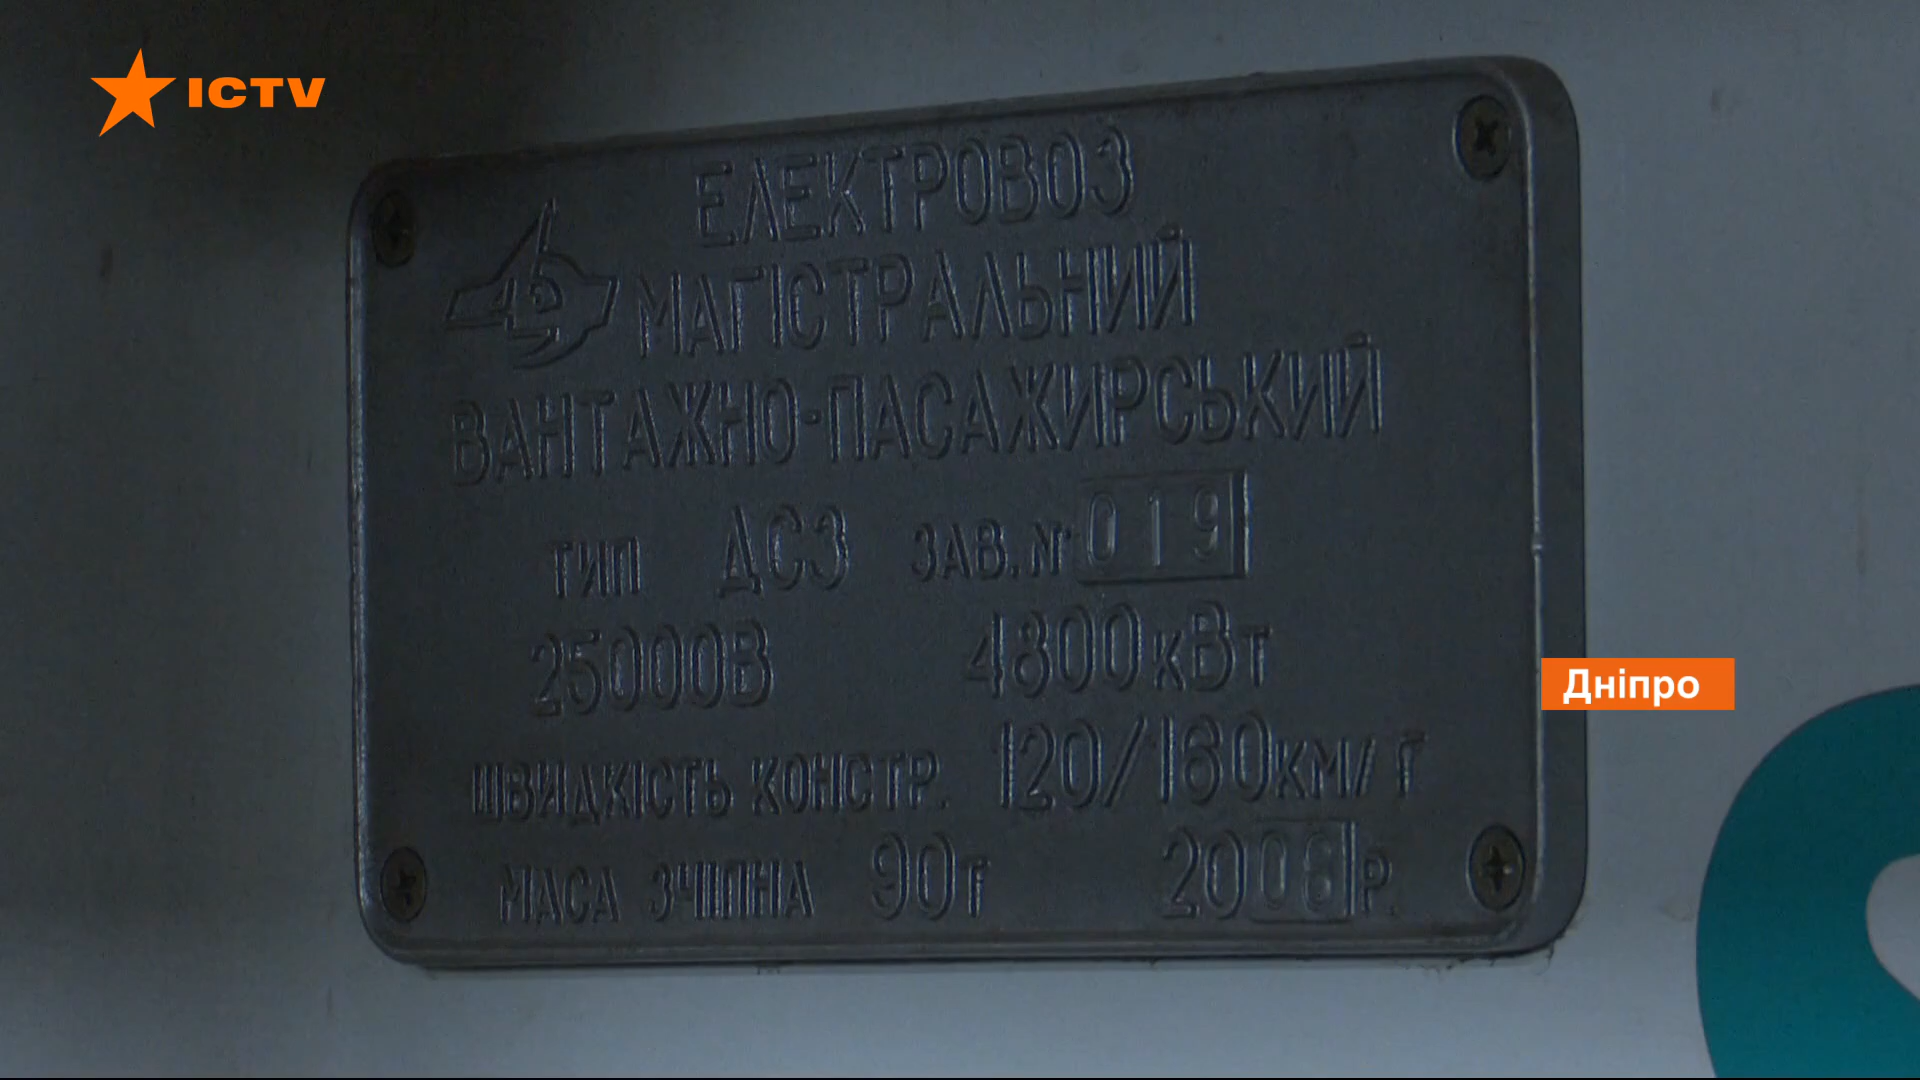 ICTV
ЕЛЕКТРОВОЗ
МАГІСТРАЛЬНИЙ
ВАНТАЖНО-ПАСАЖИРСЬКИЙ
ТИП ДС3 ЗАВ.№ 019
25000В 4800кВт
ШВИДКІСТЬ КОНСТР. 120/160КМ/Г
МАСА ЗЧІПНА 90Т 2008Р.
Дніпро